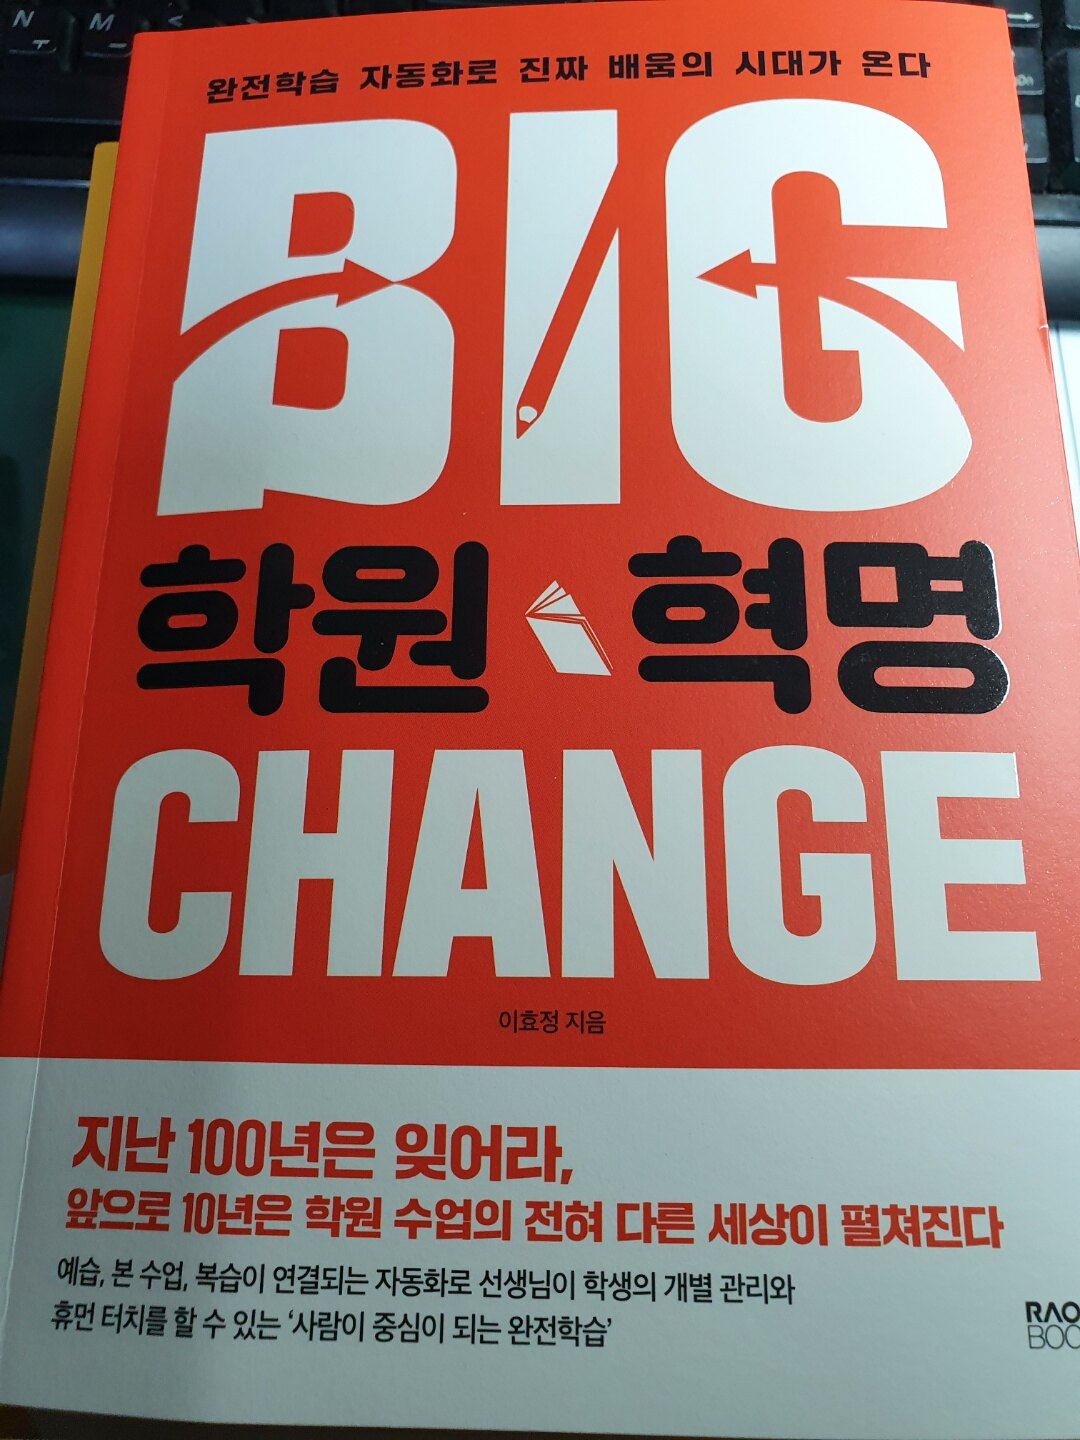 N
M
완전학습 자동화로 진짜 배움의 시대가 온다
BIG
학원 혁명
CHANGE
이효정 지음
지난 100년은 잊어라,
앞으로 10년은 학원 수업의 전혀 다른 세상이 펼쳐진다
예습, 본 수업, 복습이 연결되는 자동화로 선생님이 학생의 개별 관리와
휴먼 터치를 할 수 있는 ‘사람이 중심이 되는 완전학습’
RAO
BOO